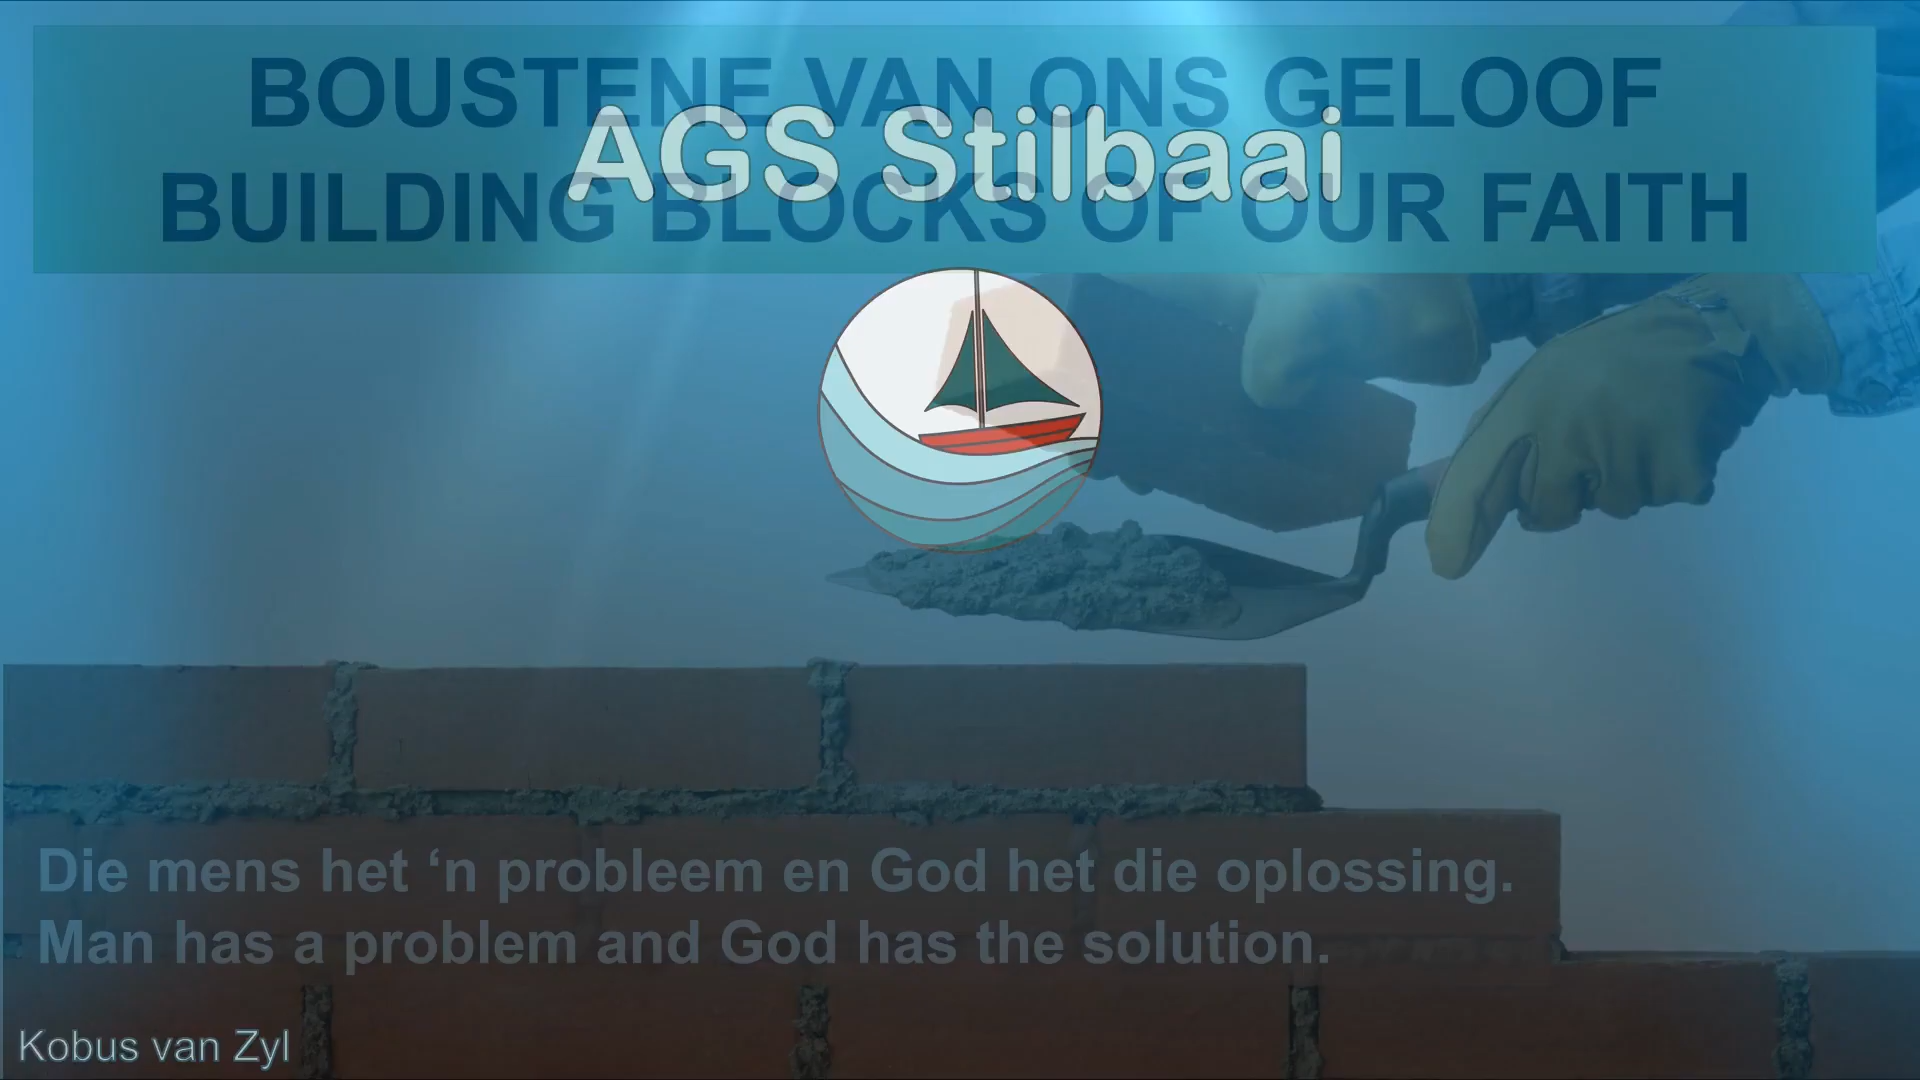 BOUSTENE VAN ONS GELOOF
AGS Stilbaai
BUILDING BLOCKS OF OUR FAITH
Die mens het ‘n probleem en God het die oplossing.
Man has a problem and God has the solution.
Kobus van Zyl